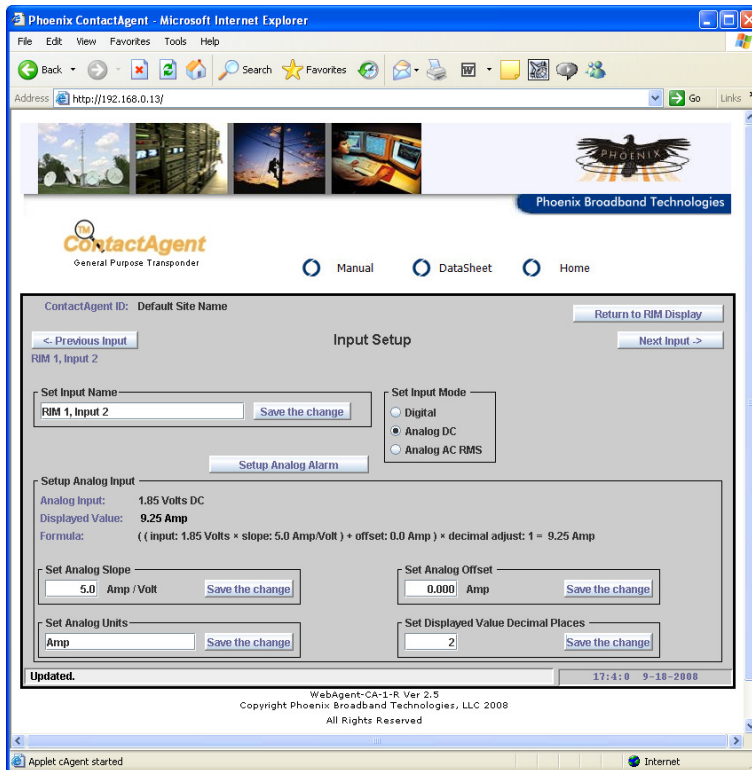 Phoenix ContactAgent - Microsoft Internet Explorer
File Edit View Favorites Tools Help
Back Search Favorites
Address http://192.168.0.13/ Go Links
PHOENIX
Phoenix Broadband Technologies
TM
ContactAgent
General Purpose Transponder
Manual DataSheet Home
ContactAgent ID: Default Site Name
Return to RIM Display
<- Previous Input Input Setup Next Input ->
RIM 1, Input 2
Set Input Name Set Input Mode
RIM 1, Input 2 Save the change Digital
Analog DC
Analog AC RMS
Setup Analog Alarm
Setup Analog Input
Analog Input: 1.85 Volts DC
Displayed Value: 9.25 Amp
Formula: ( ( input: 1.85 Volts × slope: 5.0 Amp/Volt ) + offset: 0.0 Amp ) × decimal adjust: 1 = 9.25 Amp
Set Analog Slope Set Analog Offset
5.0 Amp / Volt Save the change 0.000 Amp Save the change
Set Analog Units Set Displayed Value Decimal Places
Amp Save the change 2 Save the change
Updated. 17:4:0 9-18-2008
WebAgent-CA-1-R Ver 2.5
Copyright Phoenix Broadband Technologies, LLC 2008
All Rights Reserved
Applet cAgent started Internet